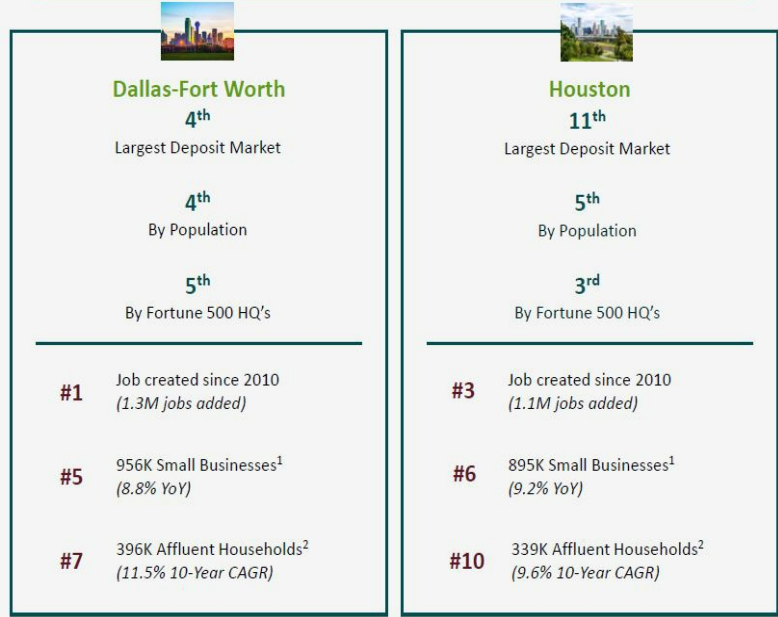 Dallas-Fort Worth
4th
Largest Deposit Market
4th
By Population
5th
By Fortune 500 HQ's
#1
Job created since 2010
(1.3M jobs added)
#5
956K Small Businesses1
(8.8% YoY)
#7
396K Affluent Households2
(11.5% 10-Year CAGR)
Houston
11th
Largest Deposit Market
5th
By Population
3rd
By Fortune 500 HQ's
#3
Job created since 2010
(1.1M jobs added)
#6
895K Small Businesses1
(9.2% YoY)
#10
339K Affluent Households2
(9.6% 10-Year CAGR)